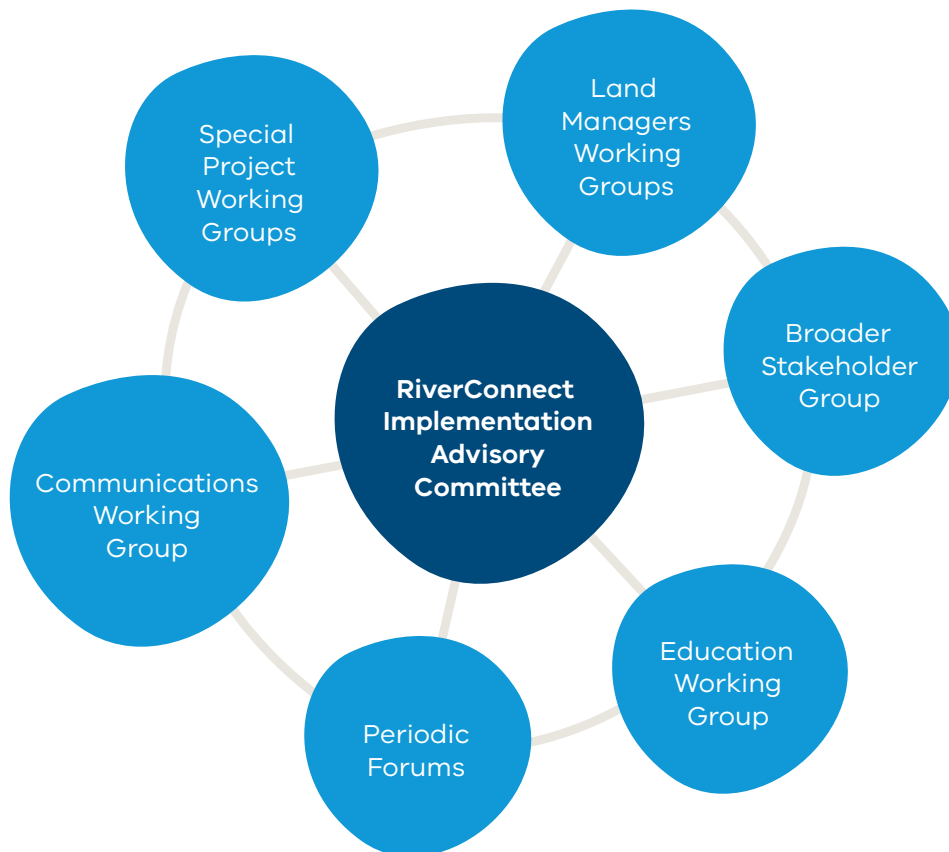 Land
Managers
Working
Groups
Special
Project
Working
Groups
Broader
Stakeholder
Group
RiverConnect
Implementation
Advisory
Committee
Communications
Working
Group
Education
Working
Group
Periodic
Forums